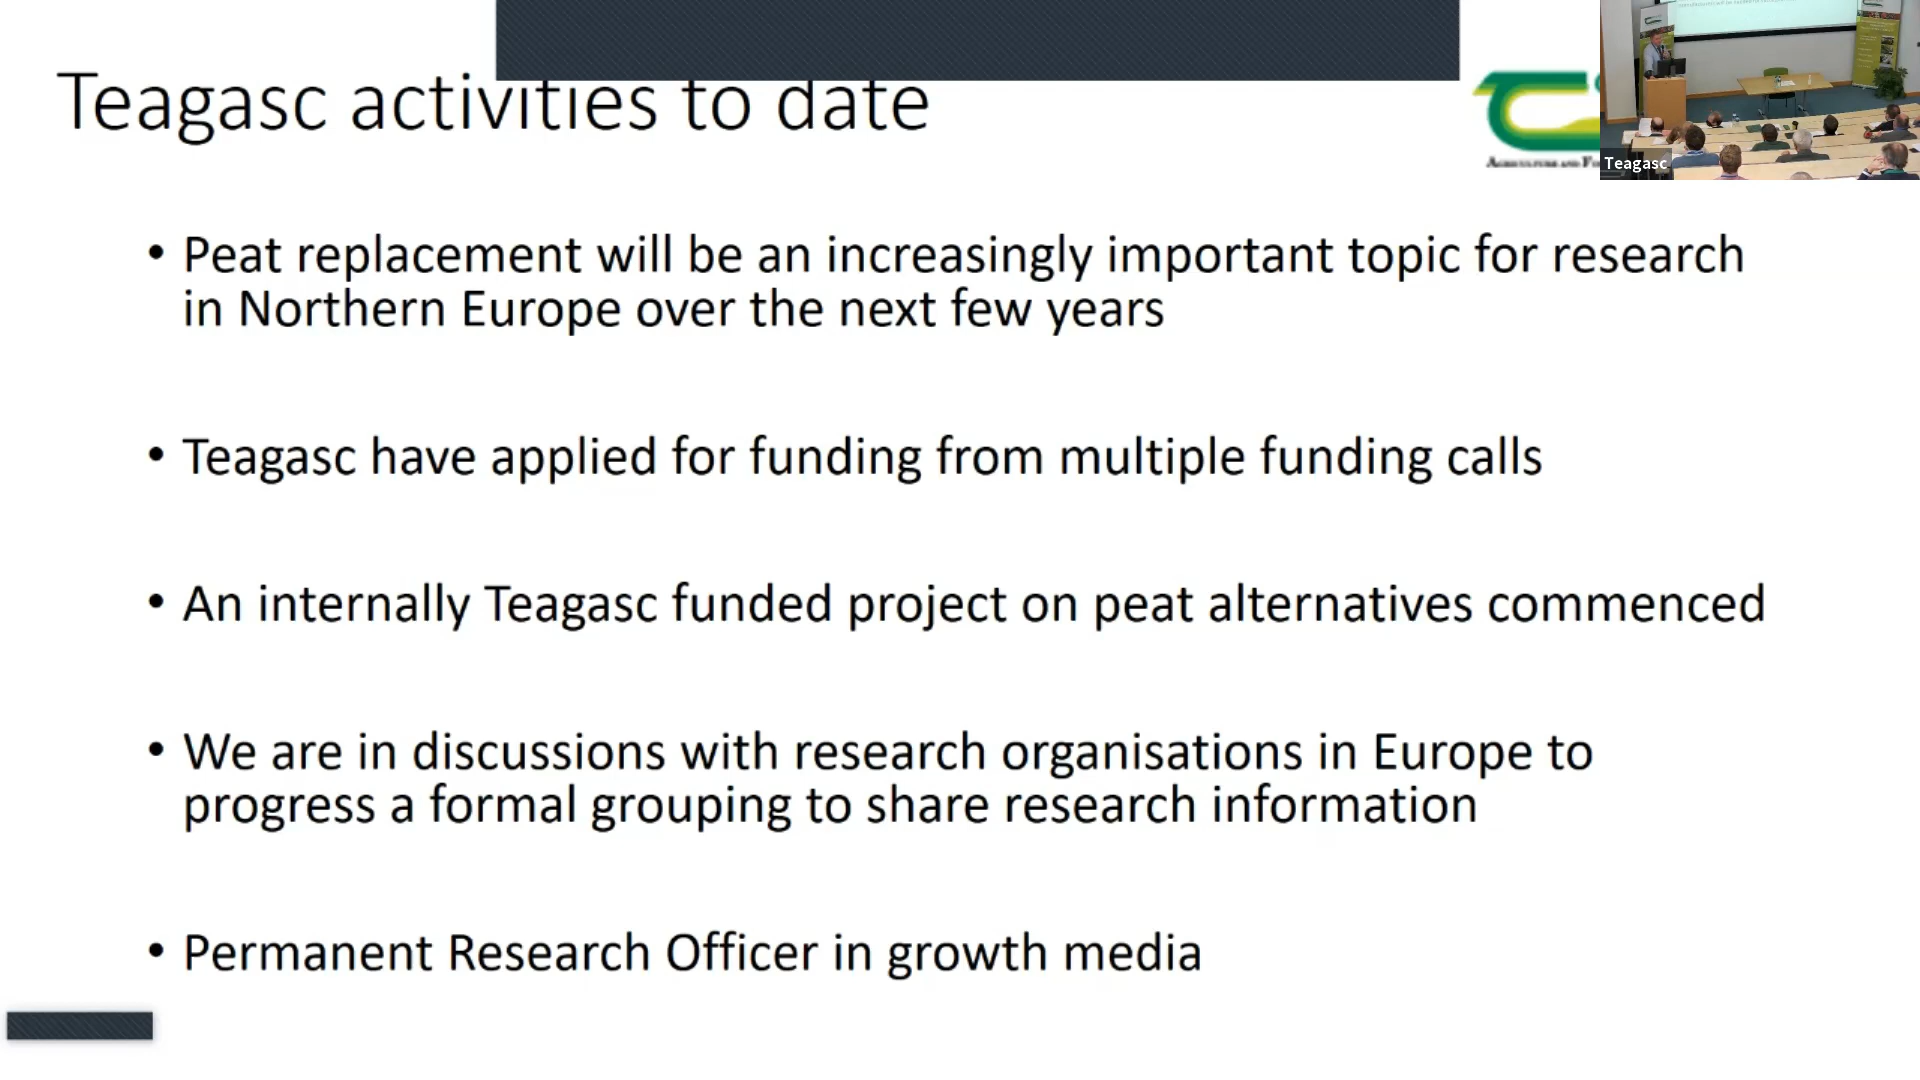 Teagasc activities to date
Teagasc
• Peat replacement will be an increasingly important topic for research
in Northern Europe over the next few years
• Teagasc have applied for funding from multiple funding calls
• An internally Teagasc funded project on peat alternatives commenced
• We are in discussions with research organisations in Europe to
progress a formal grouping to share research information
• Permanent Research Officer in growth media